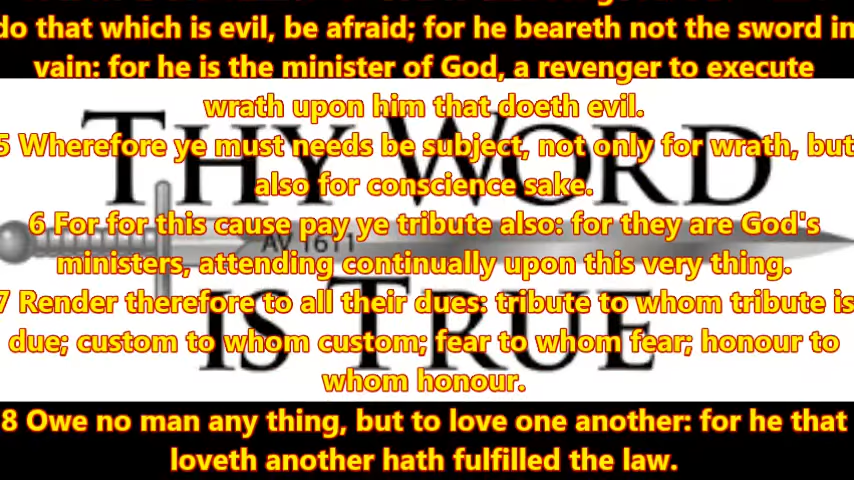 do that which is evil, be afraid; for he beareth not the sword in
vain: for he is the minister of God, a revenger to execute
wrath upon him that doeth evil.
THY WORD
5 Wherefore ye must needs be subject, not only for wrath, but
also for conscience sake.
6 For for this cause pay ye tribute also: for they are God's
AV 1611
ministers, attending continually upon this very thing.
7 Render therefore to all their dues: tribute to whom tribute is
IS TRUE
due; custom to whom custom; fear to whom fear; honour to
whom honour.
8 Owe no man any thing, but to love one another: for he that
loveth another hath fulfilled the law.